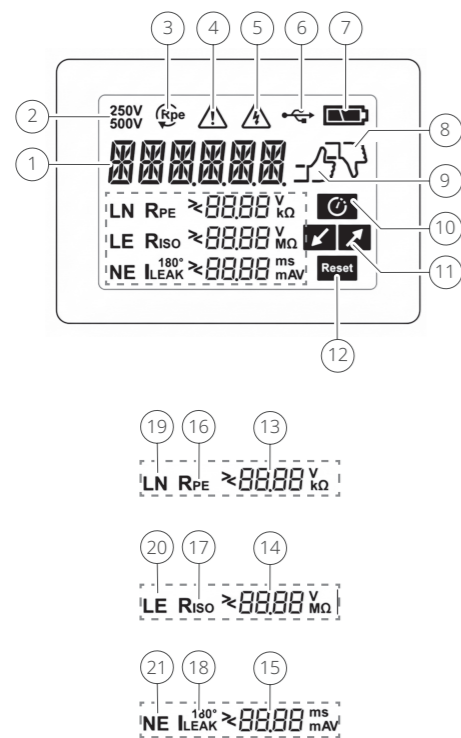 3 4 5 6 7
2 250V Rpe
500V
8
1
9
LN RPE ≷88.88 V kΩ
10
LE RISO ≷88.88 V MΩ
11
NE ILEAK 180° ≷88.88 ms mAV
Reset
12
19 16 13
LN RPE ≷88.88 V kΩ
20 17 14
LE RISO ≷88.88 V MΩ
21 18 15
NE ILEAK 180° ≷88.88 ms mAV